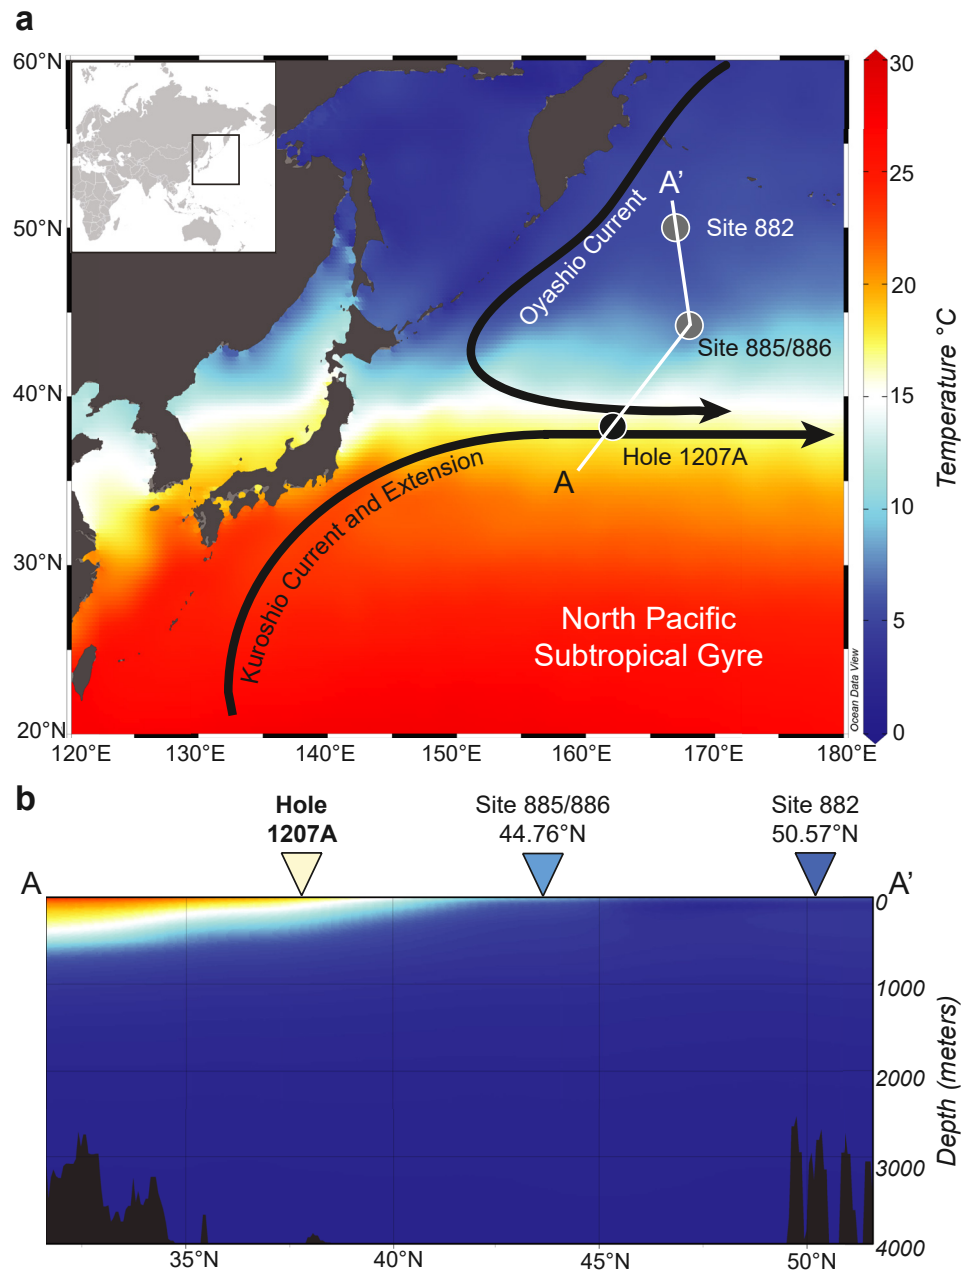 a
60°N
50°N
40°N
30°N
20°N
120°E
130°E
140°E
150°E
160°E
170°E
180°E
A’
Site 882
Oyashio Current
Site 885/886
Hole 1207A
A
Kuroshio Current and Extension
North Pacific
Subtropical Gyre
Ocean Data View
30
25
20
15
10
5
0
Temperature °C
b
Hole
1207A
Site 885/886
44.76°N
Site 882
50.57°N
A
A’
0
1000
2000
3000
4000
Depth (meters)
35°N
40°N
45°N
50°N